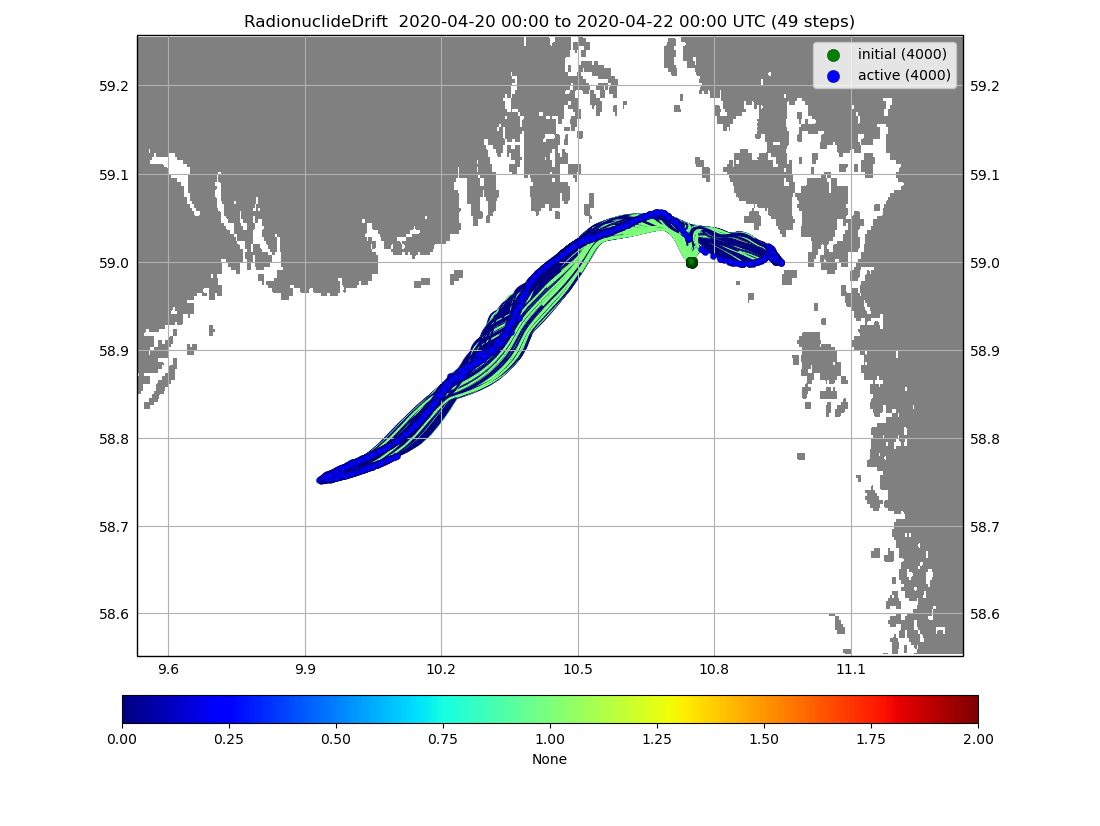 RadionuclideDrift  2020-04-20 00:00 to 2020-04-22 00:00 UTC (49 steps)
initial (4000)
active (4000)
59.2 59.2
59.1 59.1
59.0 59.0
58.9 58.9
58.8 58.8
58.7 58.7
58.6 58.6
9.6 9.9 10.2 10.5 10.8 11.1
0.00 0.25 0.50 0.75 1.00 1.25 1.50 1.75 2.00
None